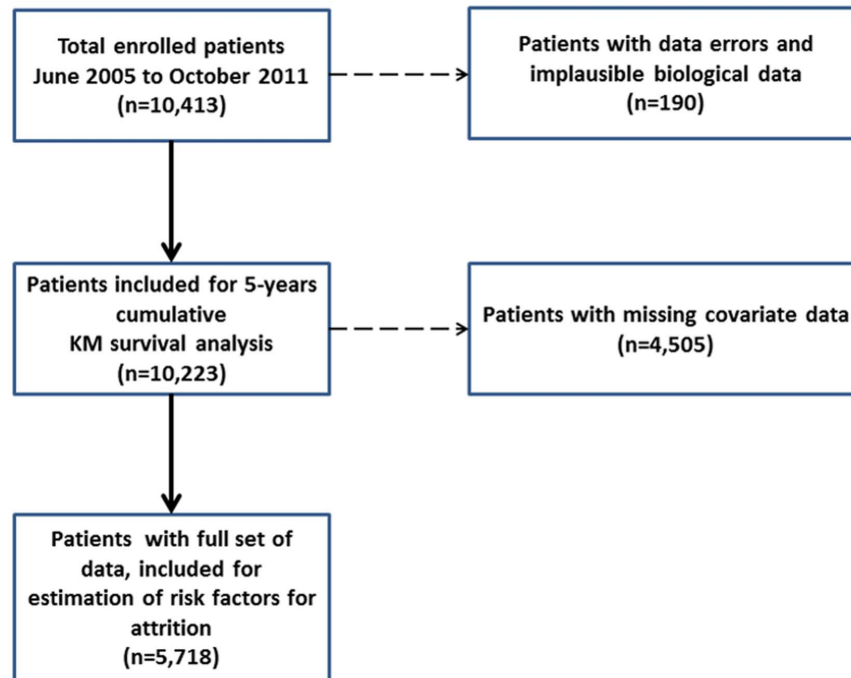 Total enrolled patients
June 2005 to October 2011
(n=10,413)
Patients with data errors and
implausible biological data
(n=190)
Patients included for 5-years
cumulative
KM survival analysis
(n=10,223)
Patients with missing covariate data
(n=4,505)
Patients with full set of
data, included for
estimation of risk factors for
attrition
(n=5,718)